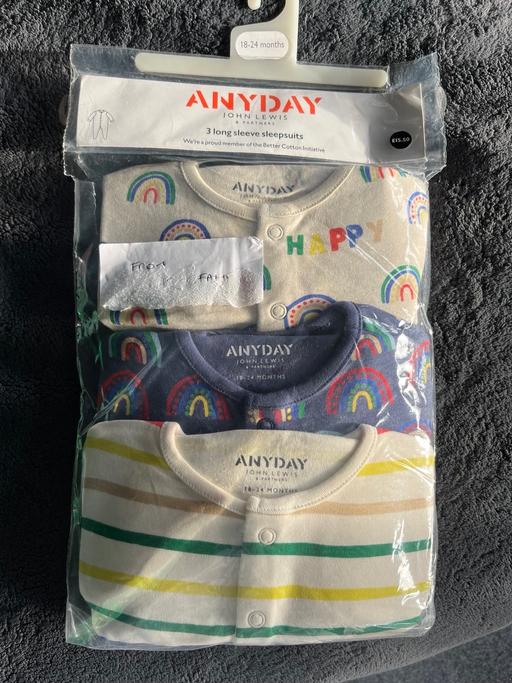 18-24 months
ANYDAY
JOHN LEWIS
& PARTNERS
3 long sleeve sleepsuits
We're a proud member of the Better Cotton Initiative
£15.50
ANYDAY
HAPPY
FROM
ANYDAY
JOHN LEWIS
& PARTNERS
18-24 MONTHS
ANYDAY
JOHN LEWIS
& PARTNERS
18-24 MONTHS